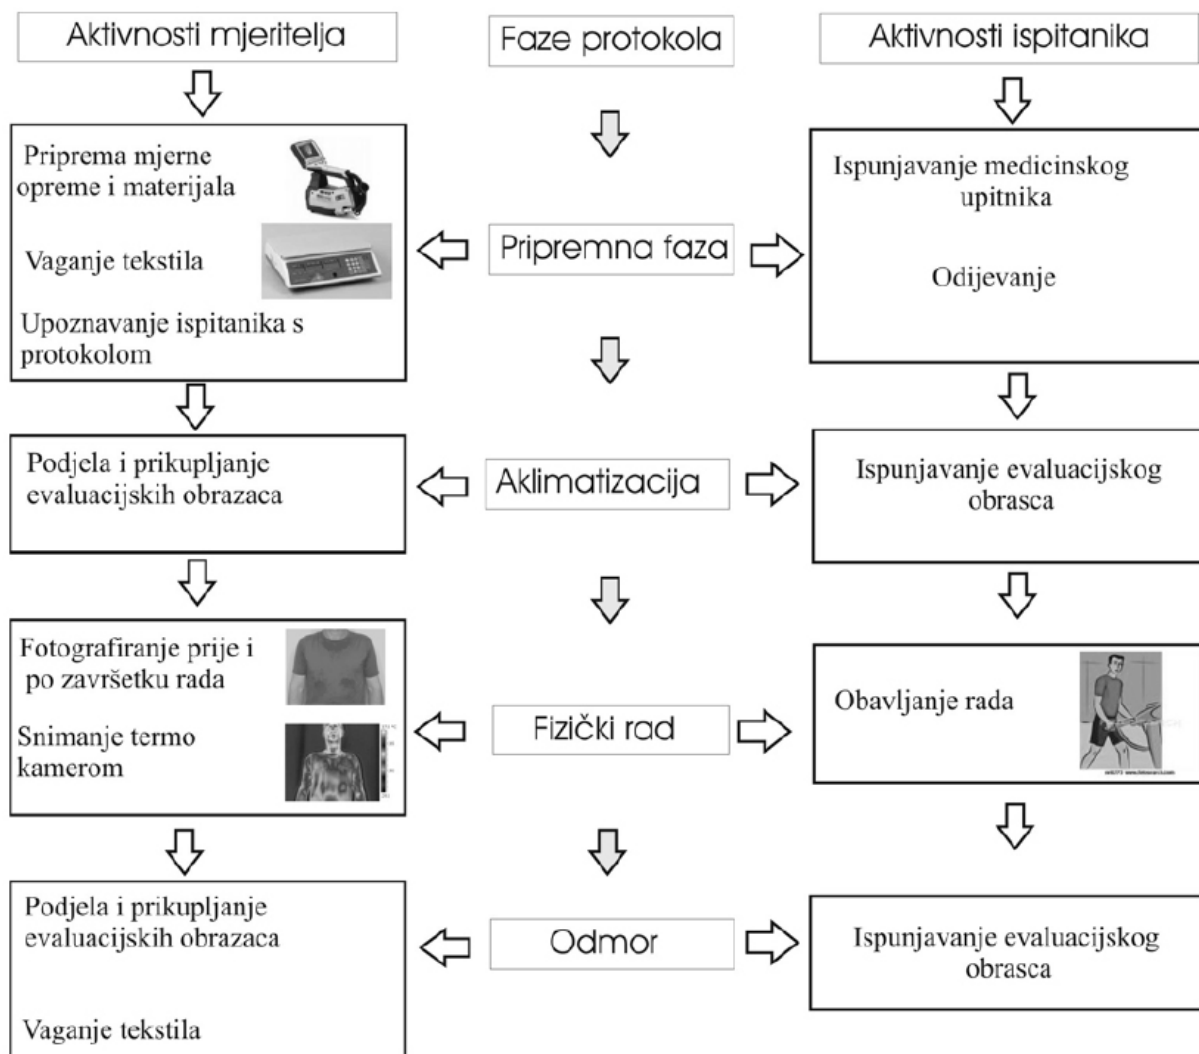 Aktivnosti mjeritelja
Faze protokola
Aktivnosti ispitanika
Priprema mjerne
opreme i materijala
Vaganje tekstila
Upoznavanje ispitanika s
protokolom
Pripremna faza
Ispunjavanje medicinskog
upitnika
Odijevanje
Podjela i prikupljanje
evaluacijskih obrazaca
Aklimatizacija
Ispunjavanje evaluacijskog
obrasca
Fotografiranje prije i
po završetku rada
Snimanje termo
kamerom
Fizički rad
Obavljanje rada
Podjela i prikupljanje
evaluacijskih obrazaca
Vaganje tekstila
Odmor
Ispunjavanje evaluacijskog
obrasca